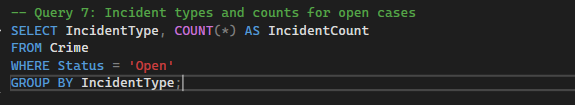 -- Query 7: Incident types and counts for open cases
SELECT IncidentType, COUNT(*) AS IncidentCount
FROM Crime
WHERE Status = 'Open'
GROUP BY IncidentType;